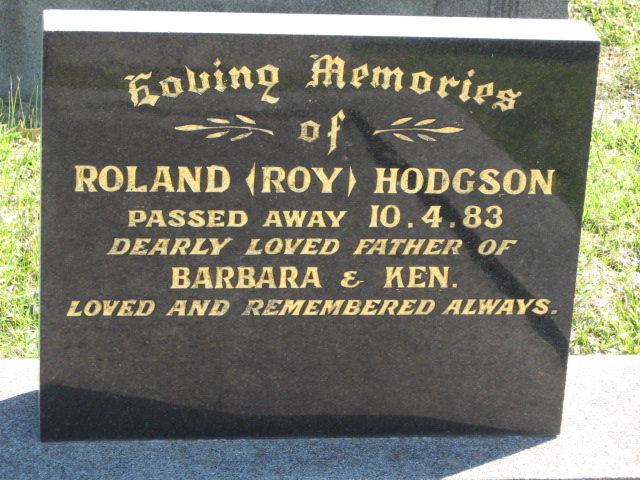 Loving Memories
of
ROLAND (ROY) HODGSON
PASSED AWAY 10.4.83
DEARLY LOVED FATHER OF
BARBARA & KEN.
LOVED AND REMEMBERED ALWAYS.